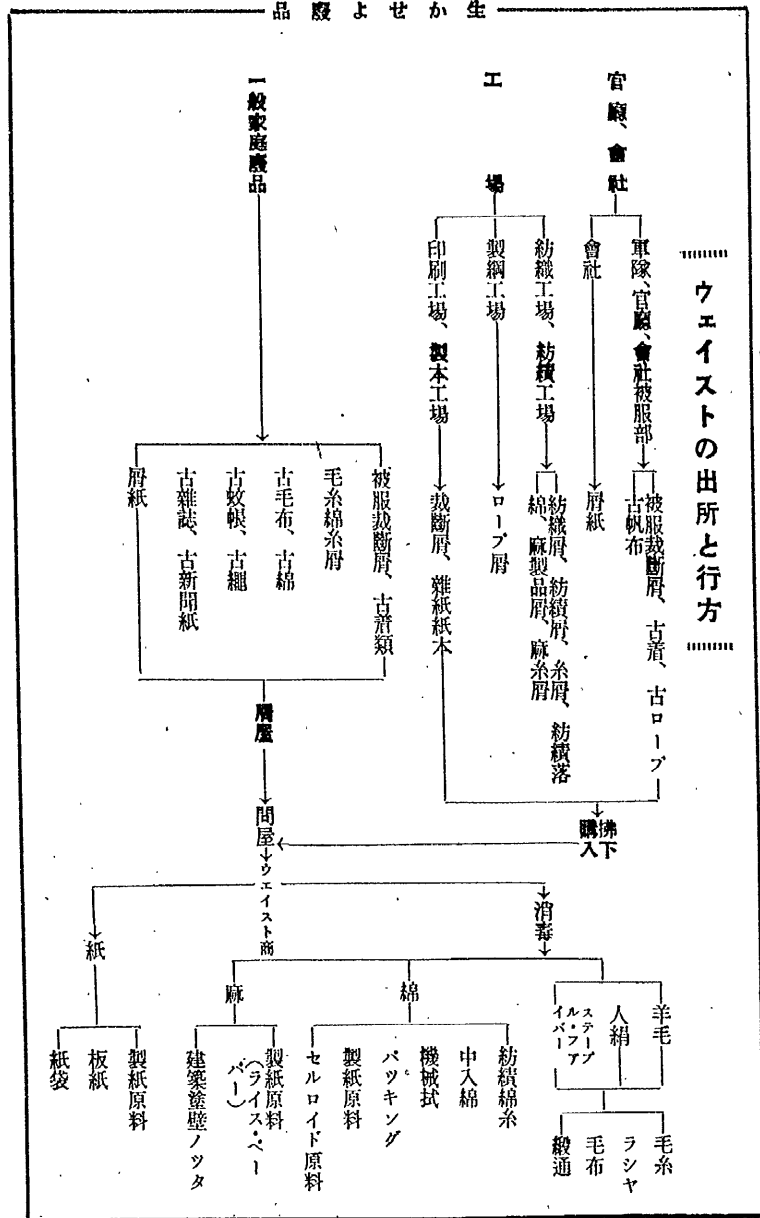 生かせよ廢品
ウェイストの出所と行方
官廳、會社
軍隊、官廳、會社被服部
被服裁斷屑、古着、古ロープ
古帆布
會社
屑紙
工場
紡織工場、紡績工場
紡織屑、紡績屑、糸屑、紡績落
綿、麻製品屑、麻糸屑
製綱工場
ロープ屑
印刷工場、製本工場
裁斷屑、雜紙紙本
拂下
購入
一般家庭廢品
被服裁斷屑、古着類
毛糸綿糸屑
古毛布、古綿
古蚊帳、古繩
古雜誌、古新聞紙
屑紙
屑屋
問屋
ウェイスト商
消毒
羊毛
人絹
ステープ
ル・フア
イバー
毛糸
ラシヤ
毛布
緞通
綿
紡績綿糸
中入綿
機械拭
パツキング
製紙原料
セルロイド原料
麻
製紙原料
(ライス・ペー
パー)
建築塗壁ノツタ
紙
製紙原料
板紙
紙袋